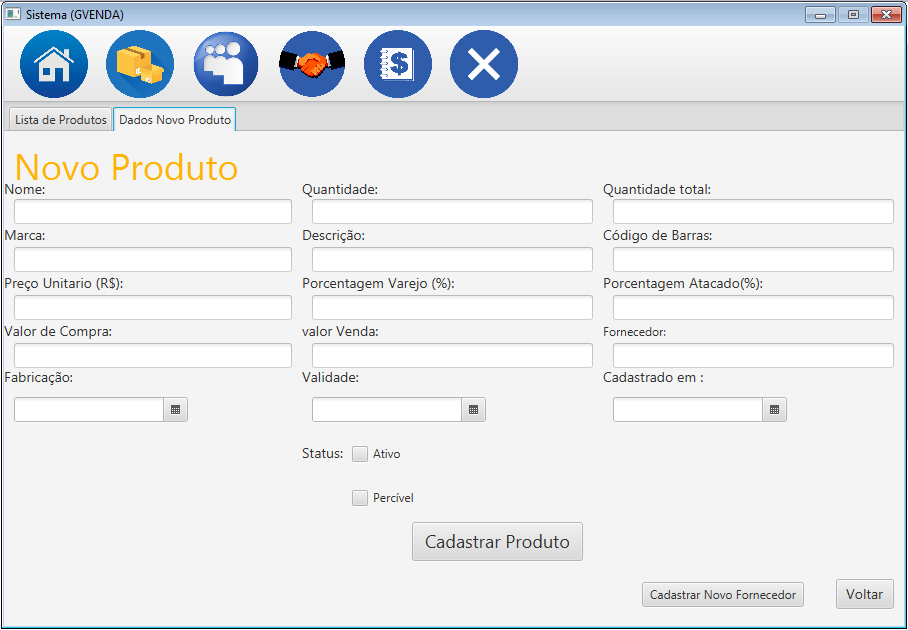 Sistema (GVENDA)
$
Lista de Produtos Dados Novo Produto
Novo Produto
Nome: Quantidade: Quantidade total:
Marca: Descrição: Código de Barras:
Preço Unitario (R$): Porcentagem Varejo (%): Porcentagem Atacado(%):
Valor de Compra: valor Venda: Fornecedor:
Fabricação: Validade: Cadastrado em :
Status: Ativo
Percível
Cadastrar Produto
Cadastrar Novo Fornecedor Voltar